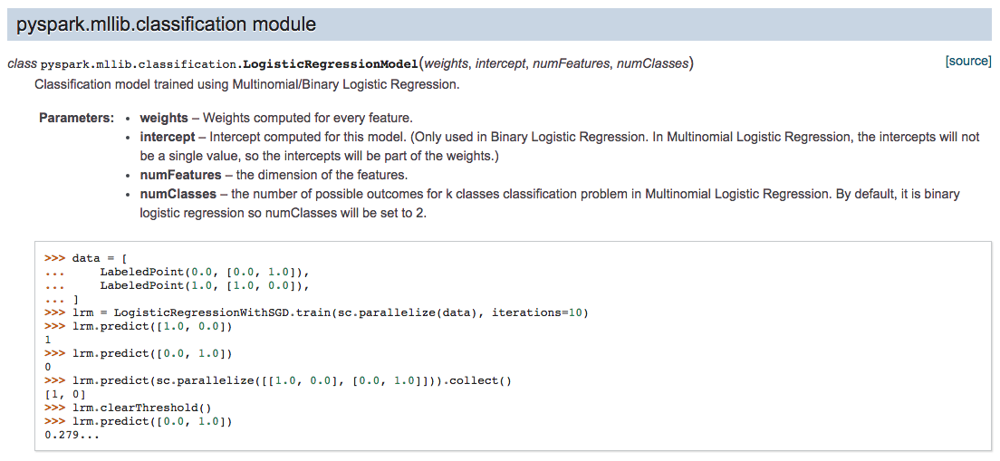 pyspark.mllib.classification module
class pyspark.mllib.classification.LogisticRegressionModel(weights, intercept, numFeatures, numClasses) [source]
Classification model trained using Multinomial/Binary Logistic Regression.
Parameters: • weights – Weights computed for every feature.
• intercept – Intercept computed for this model. (Only used in Binary Logistic Regression. In Multinomial Logistic Regression, the intercepts will not
be a single value, so the intercepts will be part of the weights.)
• numFeatures – the dimension of the features.
• numClasses – the number of possible outcomes for k classes classification problem in Multinomial Logistic Regression. By default, it is binary
logistic regression so numClasses will be set to 2.
>>> data = [
...     LabeledPoint(0.0, [0.0, 1.0]),
...     LabeledPoint(1.0, [1.0, 0.0]),
... ]
>>> lrm = LogisticRegressionWithSGD.train(sc.parallelize(data), iterations=10)
>>> lrm.predict([1.0, 0.0])
1
>>> lrm.predict([0.0, 1.0])
0
>>> lrm.predict(sc.parallelize([[1.0, 0.0], [0.0, 1.0]])).collect()
[1, 0]
>>> lrm.clearThreshold()
>>> lrm.predict([0.0, 1.0])
0.279...